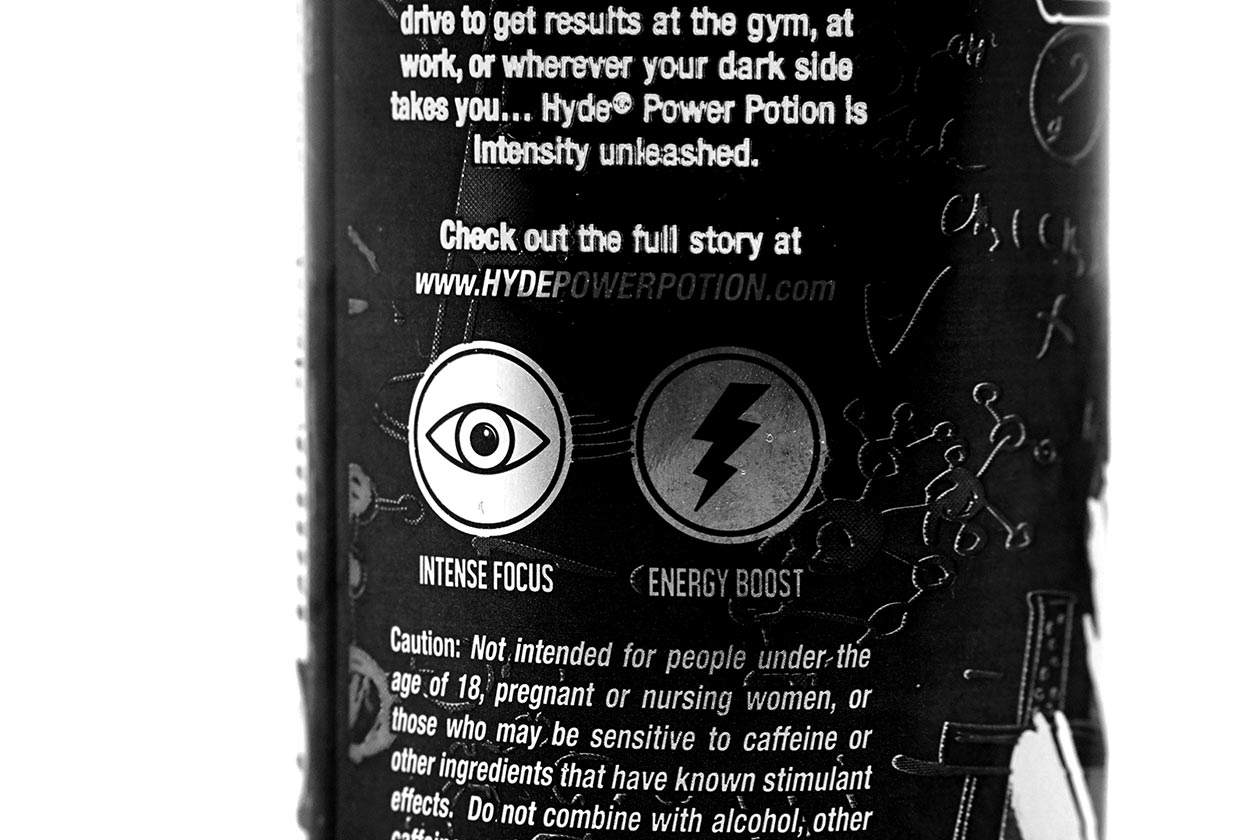 drive to get results at the gym, at
work, or wherever your dark side
takes you... Hyde® Power Potion is
Intensity unleashed.
Check out the full story at
www.HYDEPOWERPOTION.com
INTENSE FOCUS
ENERGY BOOST
Caution: Not intended for people under the
age of 18, pregnant or nursing women, or
those who may be sensitive to caffeine or
other ingredients that have known stimulant
effects. Do not combine with alcohol, other